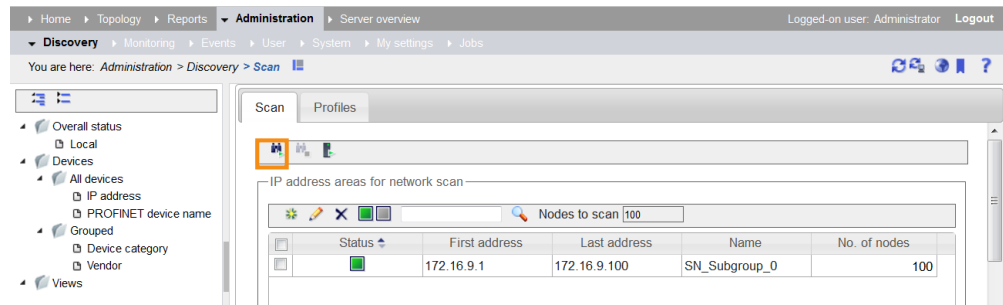 Home Topology Reports Administration Server overview Logged-on user: Administrator Logout
Discovery Monitoring Events User System My settings Jobs
You are here: Administration > Discovery > Scan ?
Scan Profiles
Overall status
Local
Devices
All devices
IP address
PROFINET device name
Grouped
Device category
Vendor
Views
IP address areas for network scan
Nodes to scan 100
Status First address Last address Name No. of nodes
172.16.9.1 172.16.9.100 SN_Subgroup_0 100